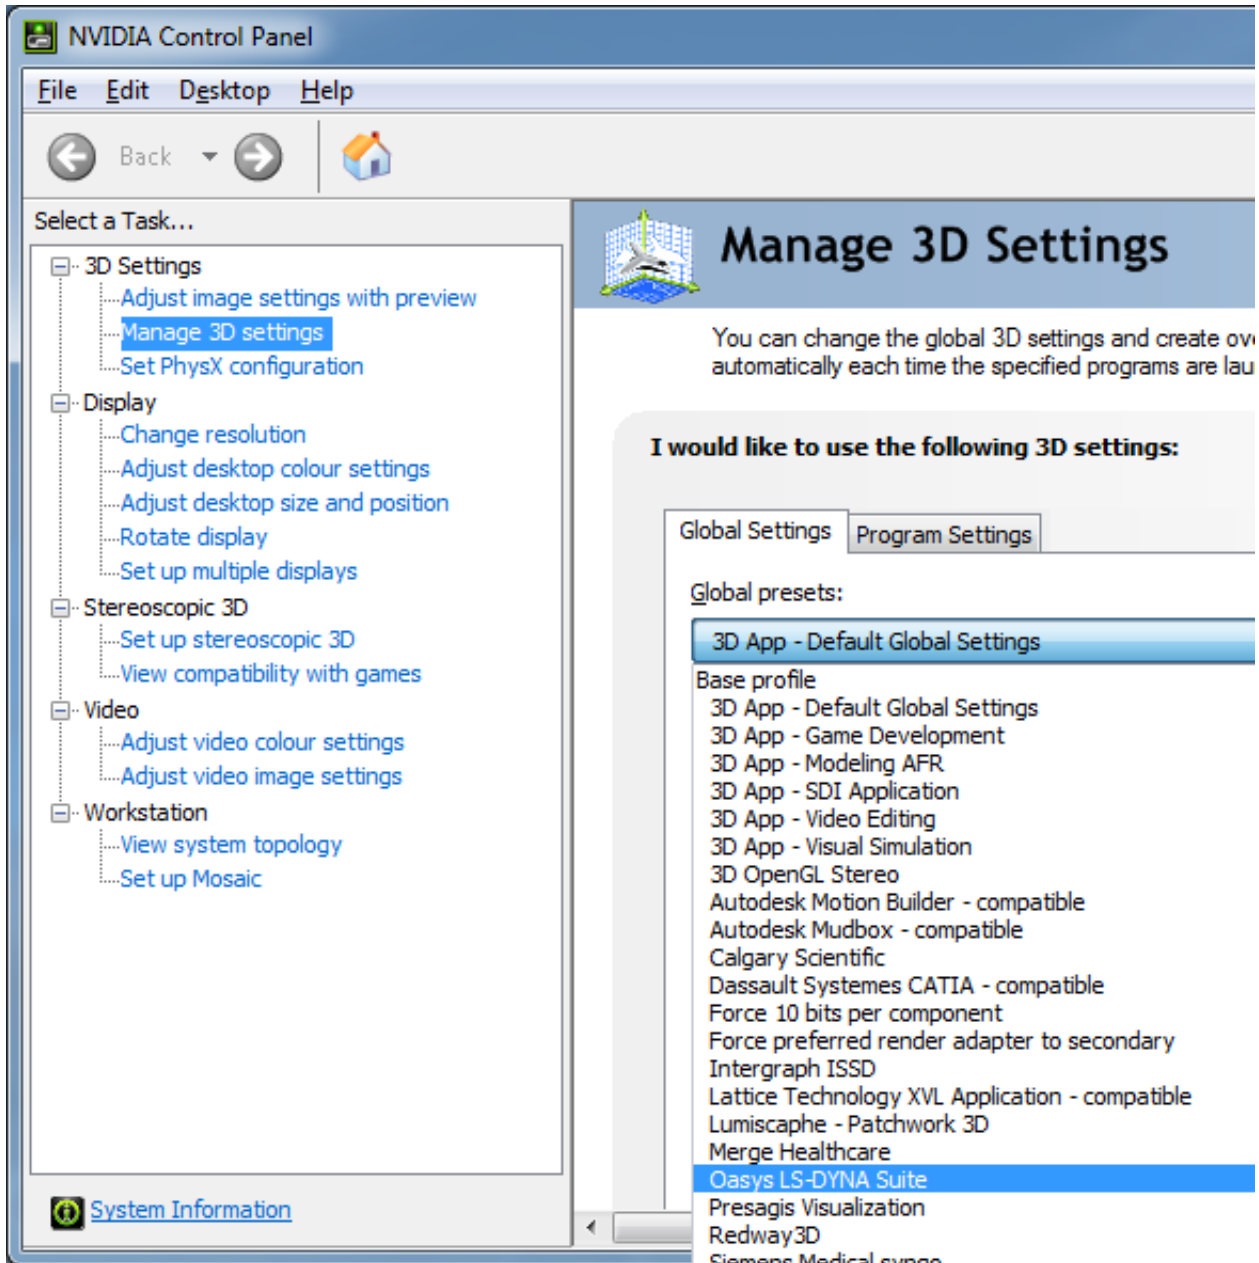 NVIDIA Control Panel
File Edit Desktop Help
Back
Select a Task...
3D Settings
Adjust image settings with preview
Manage 3D settings
Set PhysX configuration
Display
Change resolution
Adjust desktop colour settings
Adjust desktop size and position
Rotate display
Set up multiple displays
Stereoscopic 3D
Set up stereoscopic 3D
View compatibility with games
Video
Adjust video colour settings
Adjust video image settings
Workstation
View system topology
Set up Mosaic
System Information
Manage 3D Settings
You can change the global 3D settings and create
automatically each time the specified programs are
I would like to use the following 3D settings:
Global Settings Program Settings
Global presets:
3D App - Default Global Settings
Base profile
3D App - Default Global Settings
3D App - Game Development
3D App - Modeling AFR
3D App - SDI Application
3D App - Video Editing
3D App - Visual Simulation
3D OpenGL Stereo
Autodesk Motion Builder - compatible
Autodesk Mudbox - compatible
Calgary Scientific
Dassault Systemes CATIA - compatible
Force 10 bits per component
Force preferred render adapter to secondary
Intergraph ISSD
Lattice Technology XVL Application - compatible
Lumiscaphe - Patchwork 3D
Merge Healthcare
Oasys LS-DYNA Suite
Presagis Visualization
Redway3D
Siemens Medical syngo